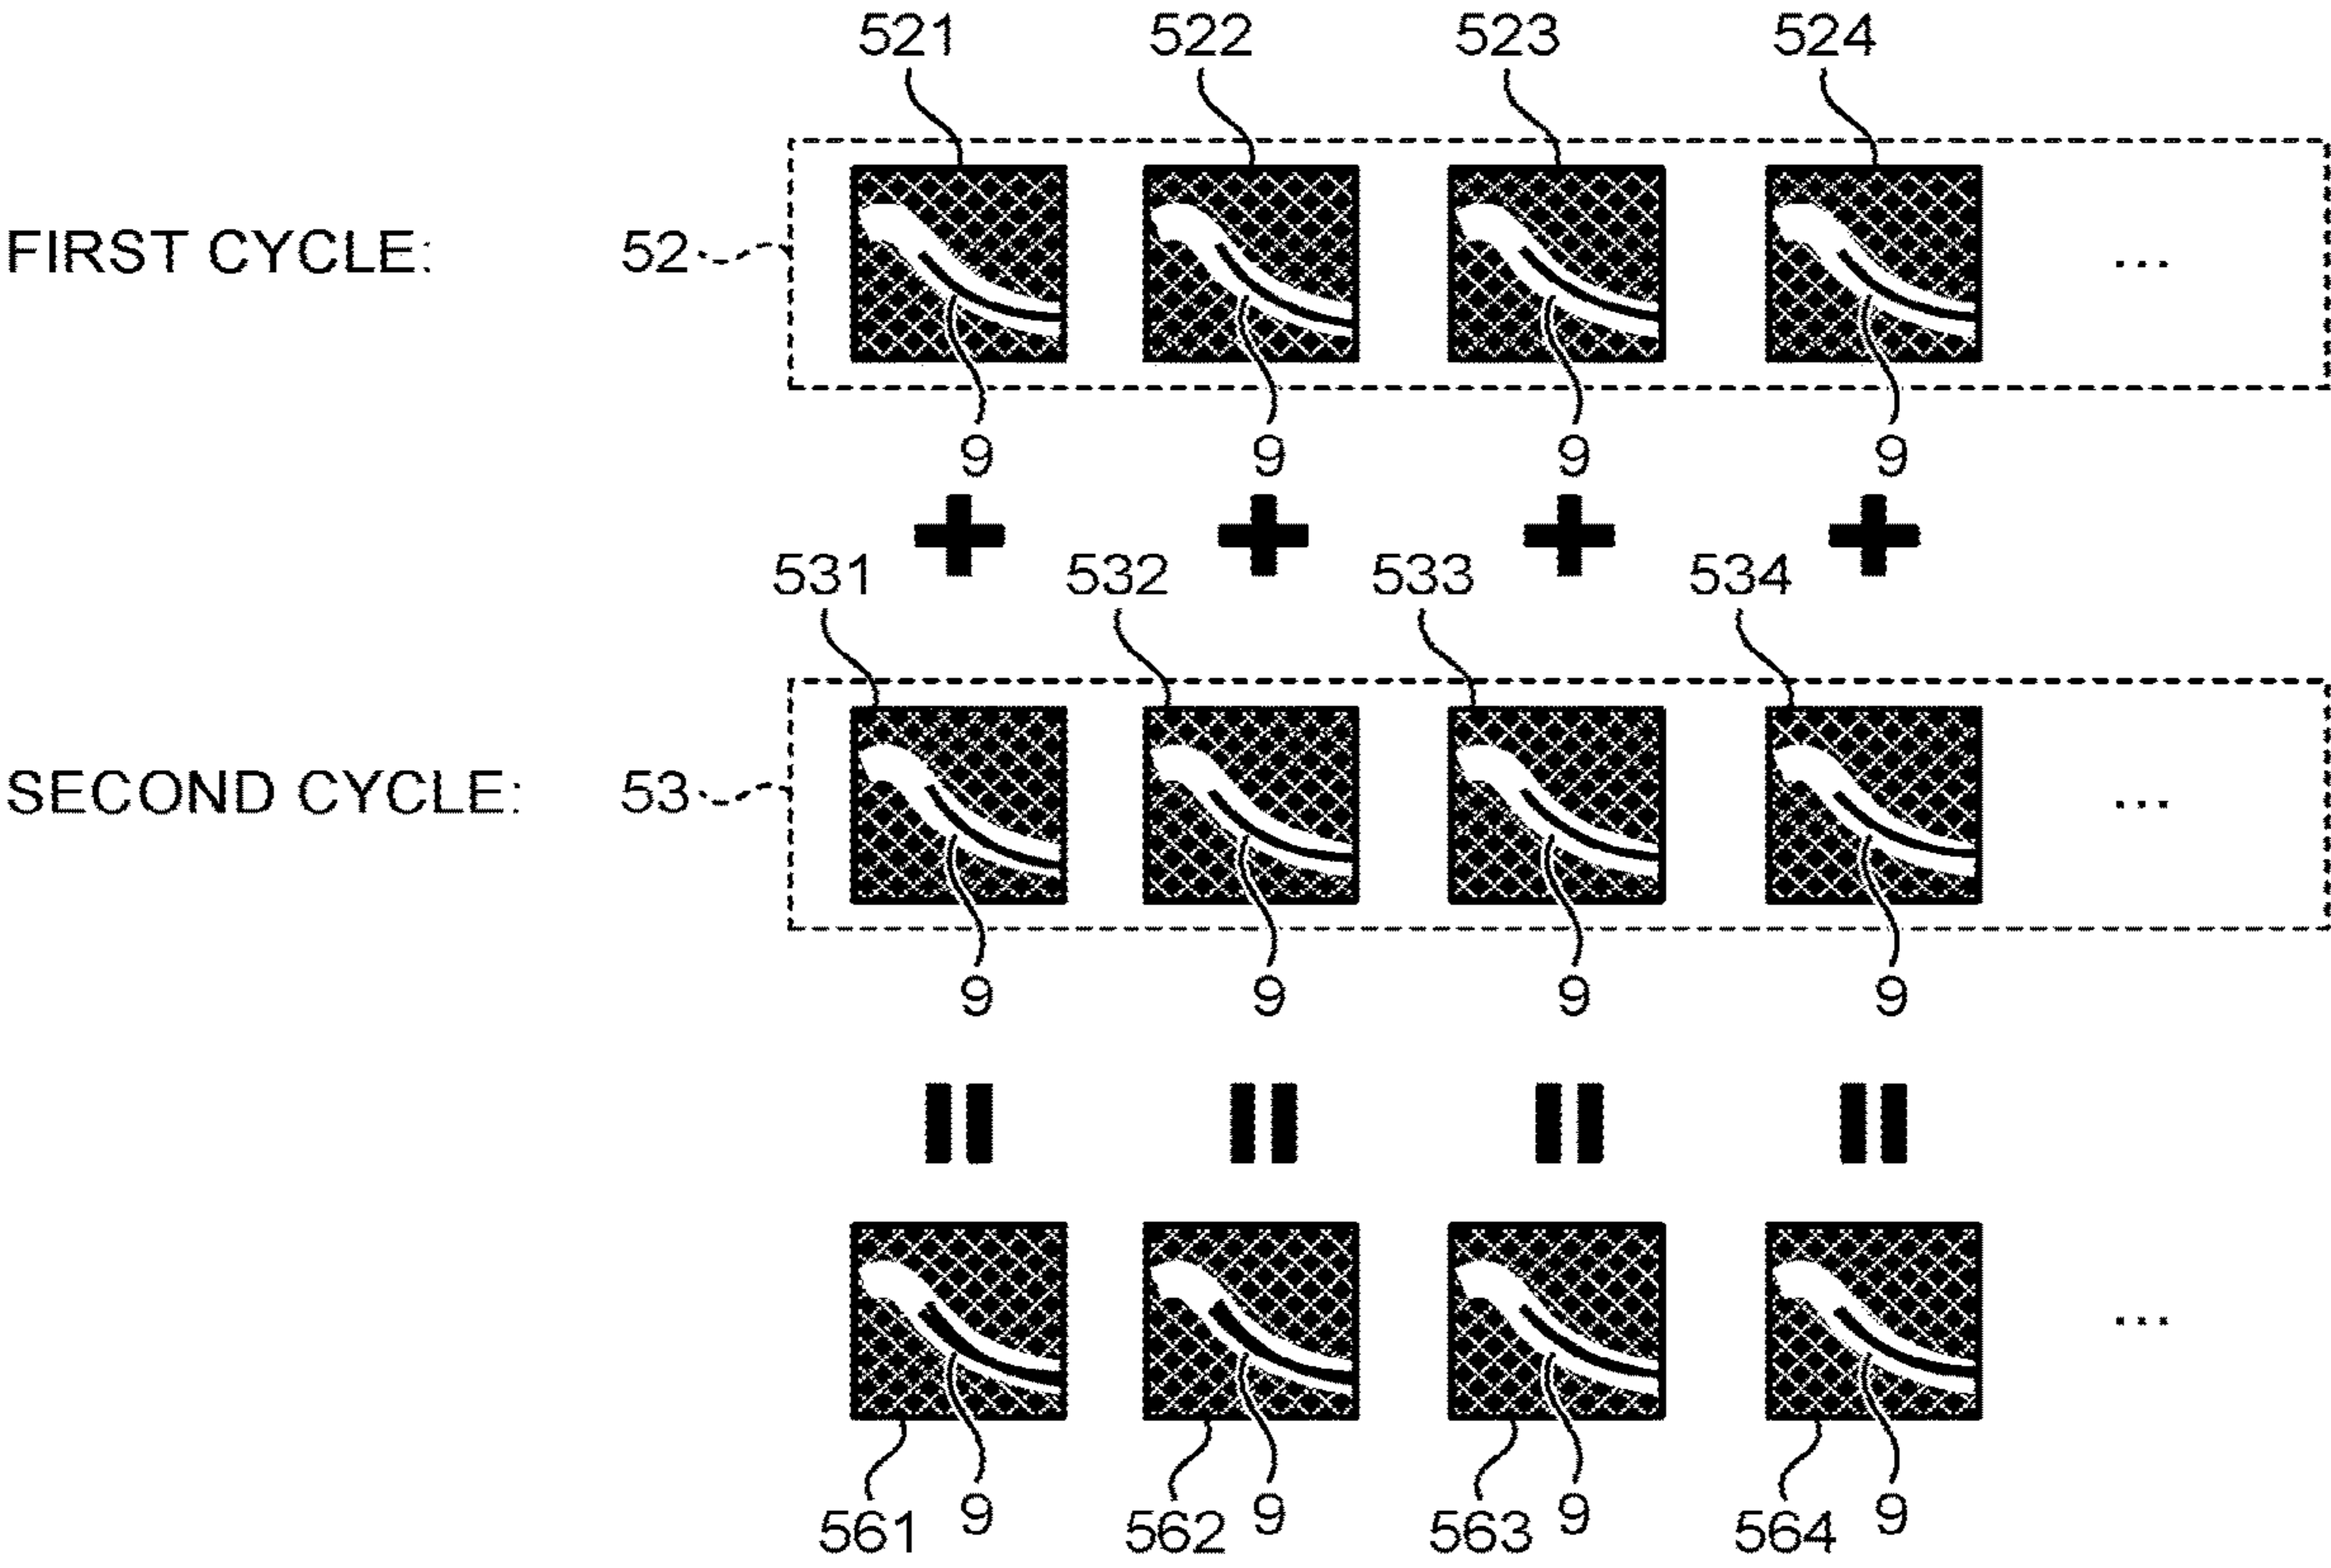 521 522 523 524
FIRST CYCLE: 52 ...
9 9 9 9
+ + + +
531 532 533 534
SECOND CYCLE: 53 ...
9 9 9 9
= = = =
...
561 9 562 9 563 9 564 9